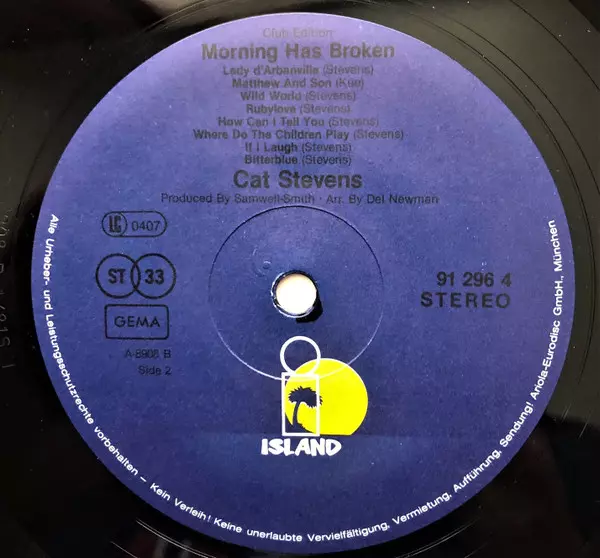 Club Edition
Morning Has Broken
Lady d'Arbanville (Stevens)
Matthew And Son (Kae)
Wild World (Stevens)
Rubylove (Stevens)
How Can I Tell You (Stevens)
Where Do The Children Play (Stevens)
If I Laugh (Stevens)
Bitterblue (Stevens)
Cat Stevens
Produced By Samwell-Smith · Arr. By Del Newman
LC 0407
ST 33
GEMA
91 296 4
STEREO
A-8908 B
Side 2
ISLAND
Alle Urheber- und Leistungsschutzrechte vorbehalten – Kein Verleih! Keine unerlaubte Vervielfältigung, Vermietung, Aufführung, Sendung! Ariola-Eurodisc GmbH., München